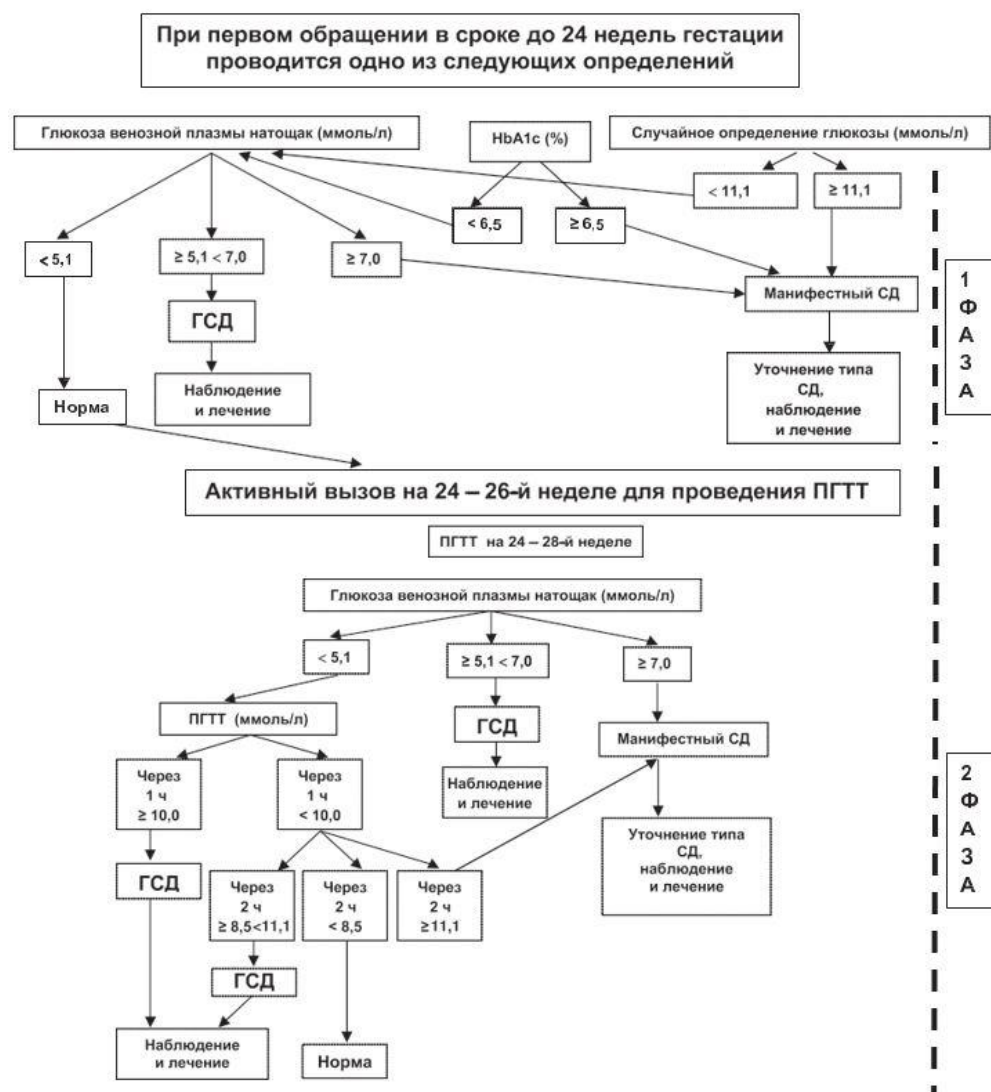 При первом обращении в сроке до 24 недель гестации
проводится одно из следующих определений
Глюкоза венозной плазмы натощак (ммоль/л)
HbA1c (%)
Случайное определение глюкозы (ммоль/л)
< 11,1
≥ 11,1
< 6,5
≥ 6,5
< 5,1
≥ 5,1 < 7,0
≥ 7,0
ГСД
Манифестный СД
Наблюдение
и лечение
Уточнение типа
СД,
наблюдение
и лечение
Норма
1
Ф
А
З
А
Активный вызов на 24 – 26-й неделе для проведения ПГТТ
ПГТТ на 24 – 28-й неделе
Глюкоза венозной плазмы натощак (ммоль/л)
< 5,1
≥ 5,1 < 7,0
≥ 7,0
ПГТТ (ммоль/л)
ГСД
Манифестный СД
Через
1 ч
≥ 10,0
Через
1 ч
< 10,0
Наблюдение
и лечение
Уточнение типа
СД,
наблюдение
и лечение
ГСД
Через
2 ч
≥ 8,5<11,1
Через
2 ч
< 8,5
Через
2 ч
≥11,1
ГСД
Наблюдение
и лечение
Норма
2
Ф
А
З
А